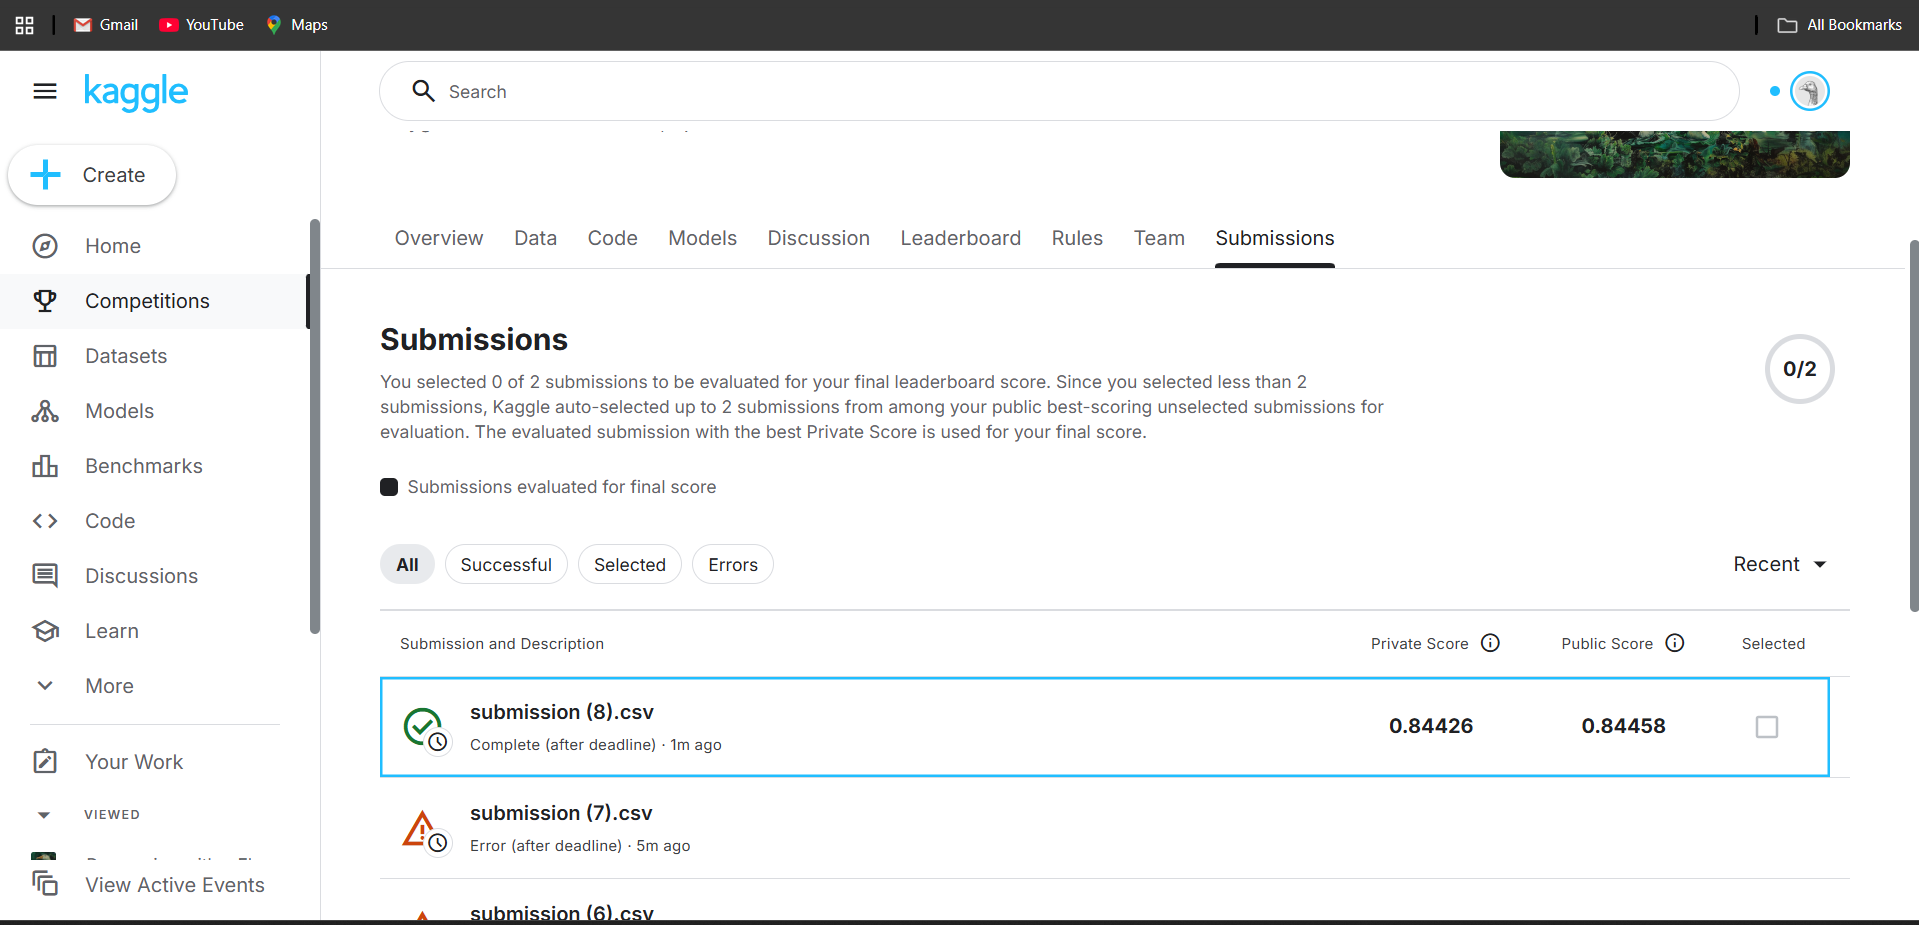 Gmail
YouTube
Maps
All Bookmarks
kaggle
Search
Create
Home
Competitions
Datasets
Models
Benchmarks
Code
Discussions
Learn
More
Your Work
VIEWED
View Active Events
Overview
Data
Code
Models
Discussion
Leaderboard
Rules
Team
Submissions
Submissions
You selected 0 of 2 submissions to be evaluated for your final leaderboard score. Since you selected less than 2
submissions, Kaggle auto-selected up to 2 submissions from among your public best-scoring unselected submissions for
evaluation. The evaluated submission with the best Private Score is used for your final score.
0/2
Submissions evaluated for final score
All
Successful
Selected
Errors
Recent
Submission and Description
Private Score
Public Score
Selected
submission (8).csv
Complete (after deadline) · 1m ago
0.84426
0.84458
submission (7).csv
Error (after deadline) · 5m ago
submission (6).csv